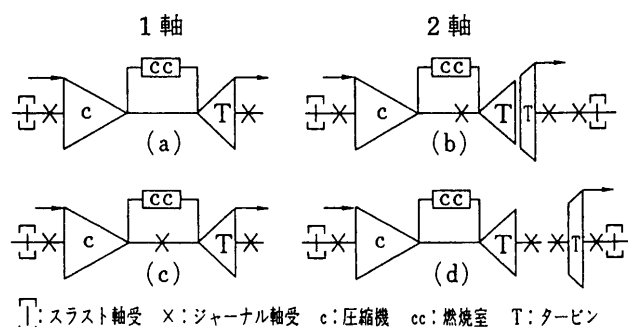 1軸 2軸
cc cc
c T c T T
(a) (b)
cc cc
c T c T T
(c) (d)
:スラスト軸受 ×:ジャーナル軸受 c:圧縮機 cc:燃焼室 T:タービン